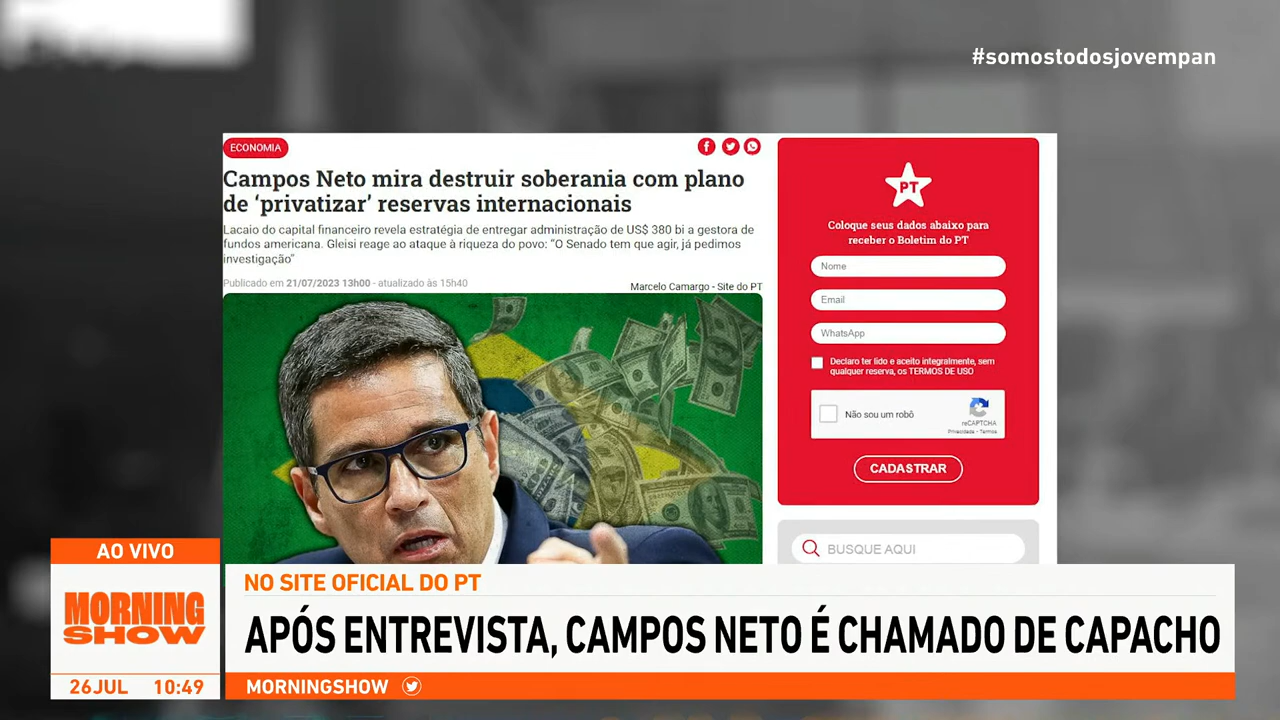 #somostodosjovempan
ECONOMIA
Campos Neto mira destruir soberania com plano
de ‘privatizar’ reservas internacionais
Lacaio do capital financeiro revela estratégia de entregar administração de US$ 380 bi a gestora de
fundos americana. Gleisi reage ao ataque à riqueza do povo: “O Senado tem que agir, já pedimos
investigação”
Publicado em 21/07/2023 13h00 - atualizado às 15h40
Marcelo Camargo - Site do PT
PT
Coloque seus dados abaixo para
receber o Boletim do PT
Nome
Email
WhatsApp
Declaro ter lido e aceito integralmente, sem
qualquer reserva, os TERMOS DE USO
Não sou um robô
reCAPTCHA
Privacidade - Termos
CADASTRAR
BUSQUE AQUI
AO VIVO
MORNING
SHOW
26JUL 10:49
NO SITE OFICIAL DO PT
APÓS ENTREVISTA, CAMPOS NETO É CHAMADO DE CAPACHO
MORNINGSHOW